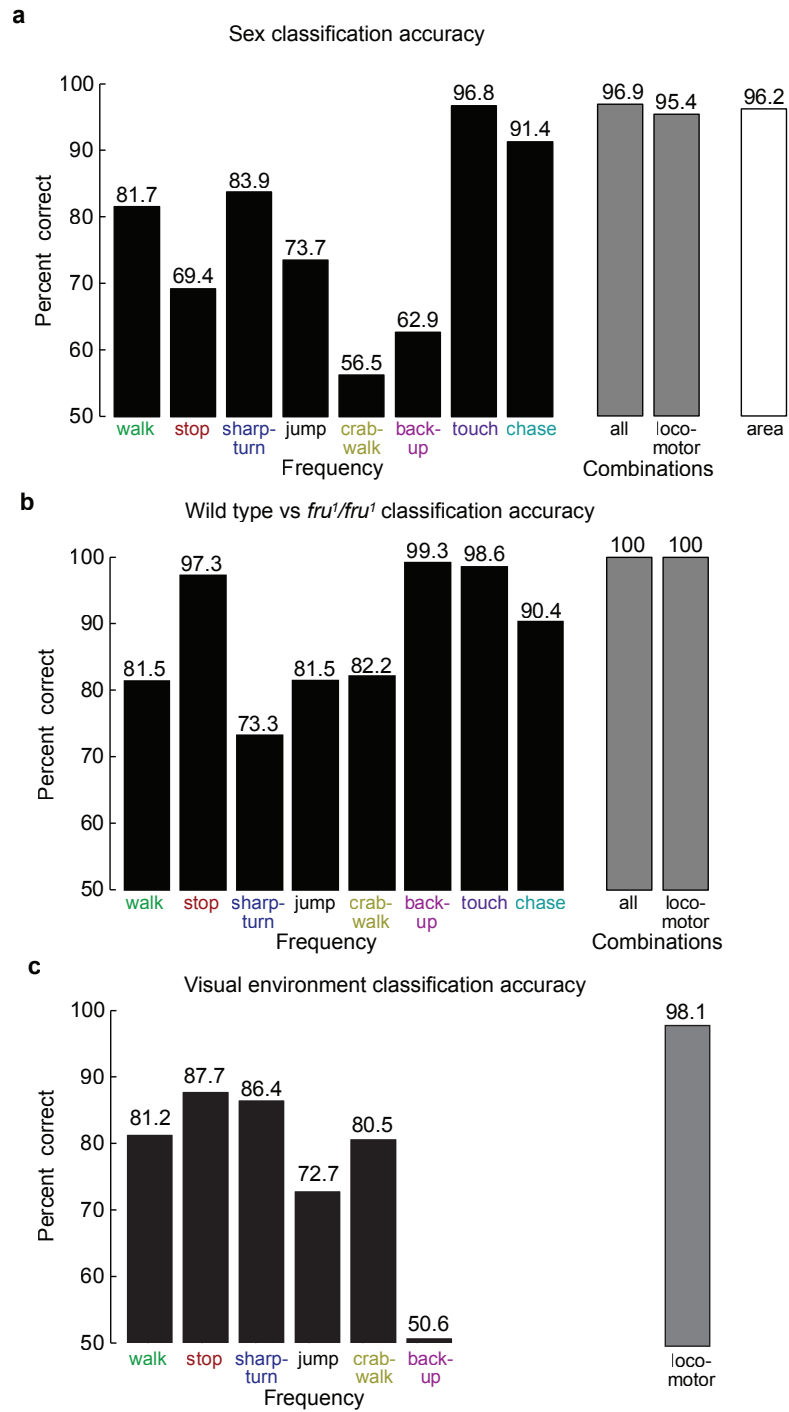 a
Sex classification accuracy
Percent correct
100
90
80
70
60
50
81.7
69.4
83.9
73.7
56.5
62.9
96.8
91.4
96.9
95.4
96.2
walk
stop
sharp-
turn
jump
crab-
walk
back-
up
touch
chase
all
loco-
motor
area
Frequency
Combinations
b
Wild type vs fru¹/fru¹ classification accuracy
Percent correct
100
90
80
70
60
50
81.5
97.3
73.3
81.5
82.2
99.3
98.6
90.4
100
100
walk
stop
sharp-
turn
jump
crab-
walk
back-
up
touch
chase
all
loco-
motor
Frequency
Combinations
c
Visual environment classification accuracy
Percent correct
100
90
80
70
60
50
81.2
87.7
86.4
72.7
80.5
50.6
98.1
walk
stop
sharp-
turn
jump
crab-
walk
back-
up
loco-
motor
Frequency